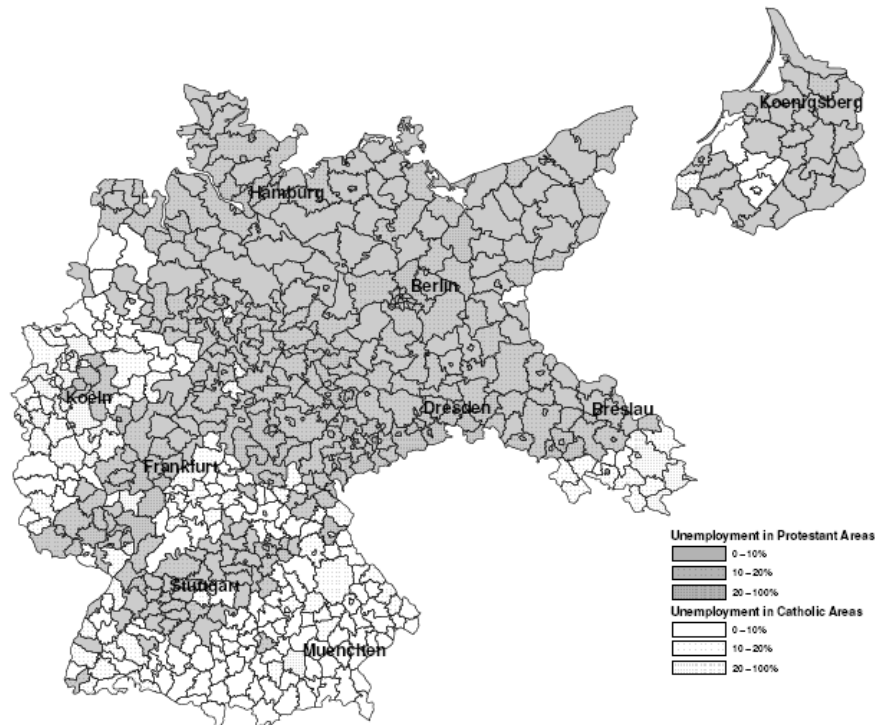 Koenigsberg
Hamburg
Berlin
Koeln
Dresden
Breslau
Frankfurt
Stuttgart
Muenchen
Unemployment in Protestant Areas
0–10%
10–20%
20–100%
Unemployment in Catholic Areas
0–10%
10–20%
20–100%